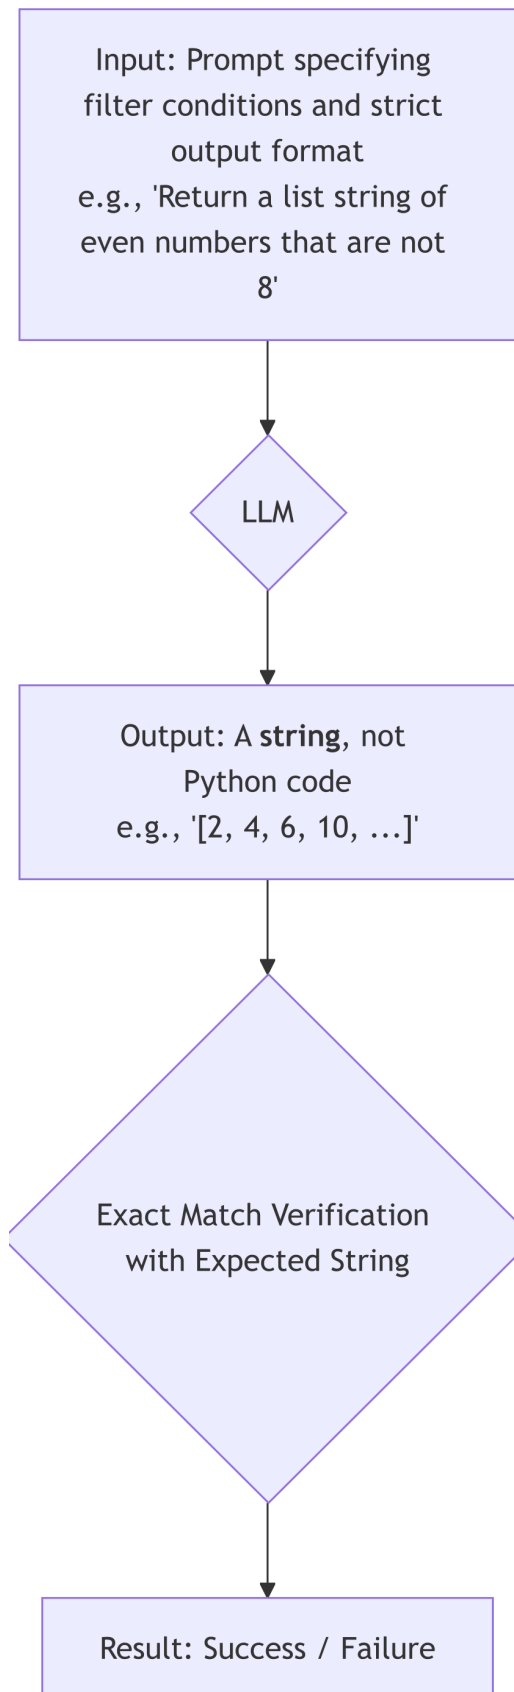 Input: Prompt specifying
filter conditions and strict
output format
e.g., 'Return a list string of
even numbers that are not
8'
LLM
Output: A string, not
Python code
e.g., '[2, 4, 6, 10, ...]'
Exact Match Verification
with Expected String
Result: Success / Failure